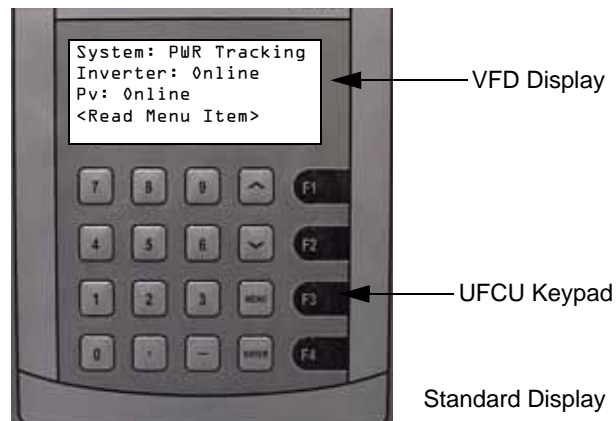 System: PWR Tracking
Inverter: Online
Pv: Online
<Read Menu Item>
VFD Display
7 8 9 F1
4 5 6 F2
1 2 3 MENU F3
UFCU Keypad
0 . - ENTER F4
Standard Display